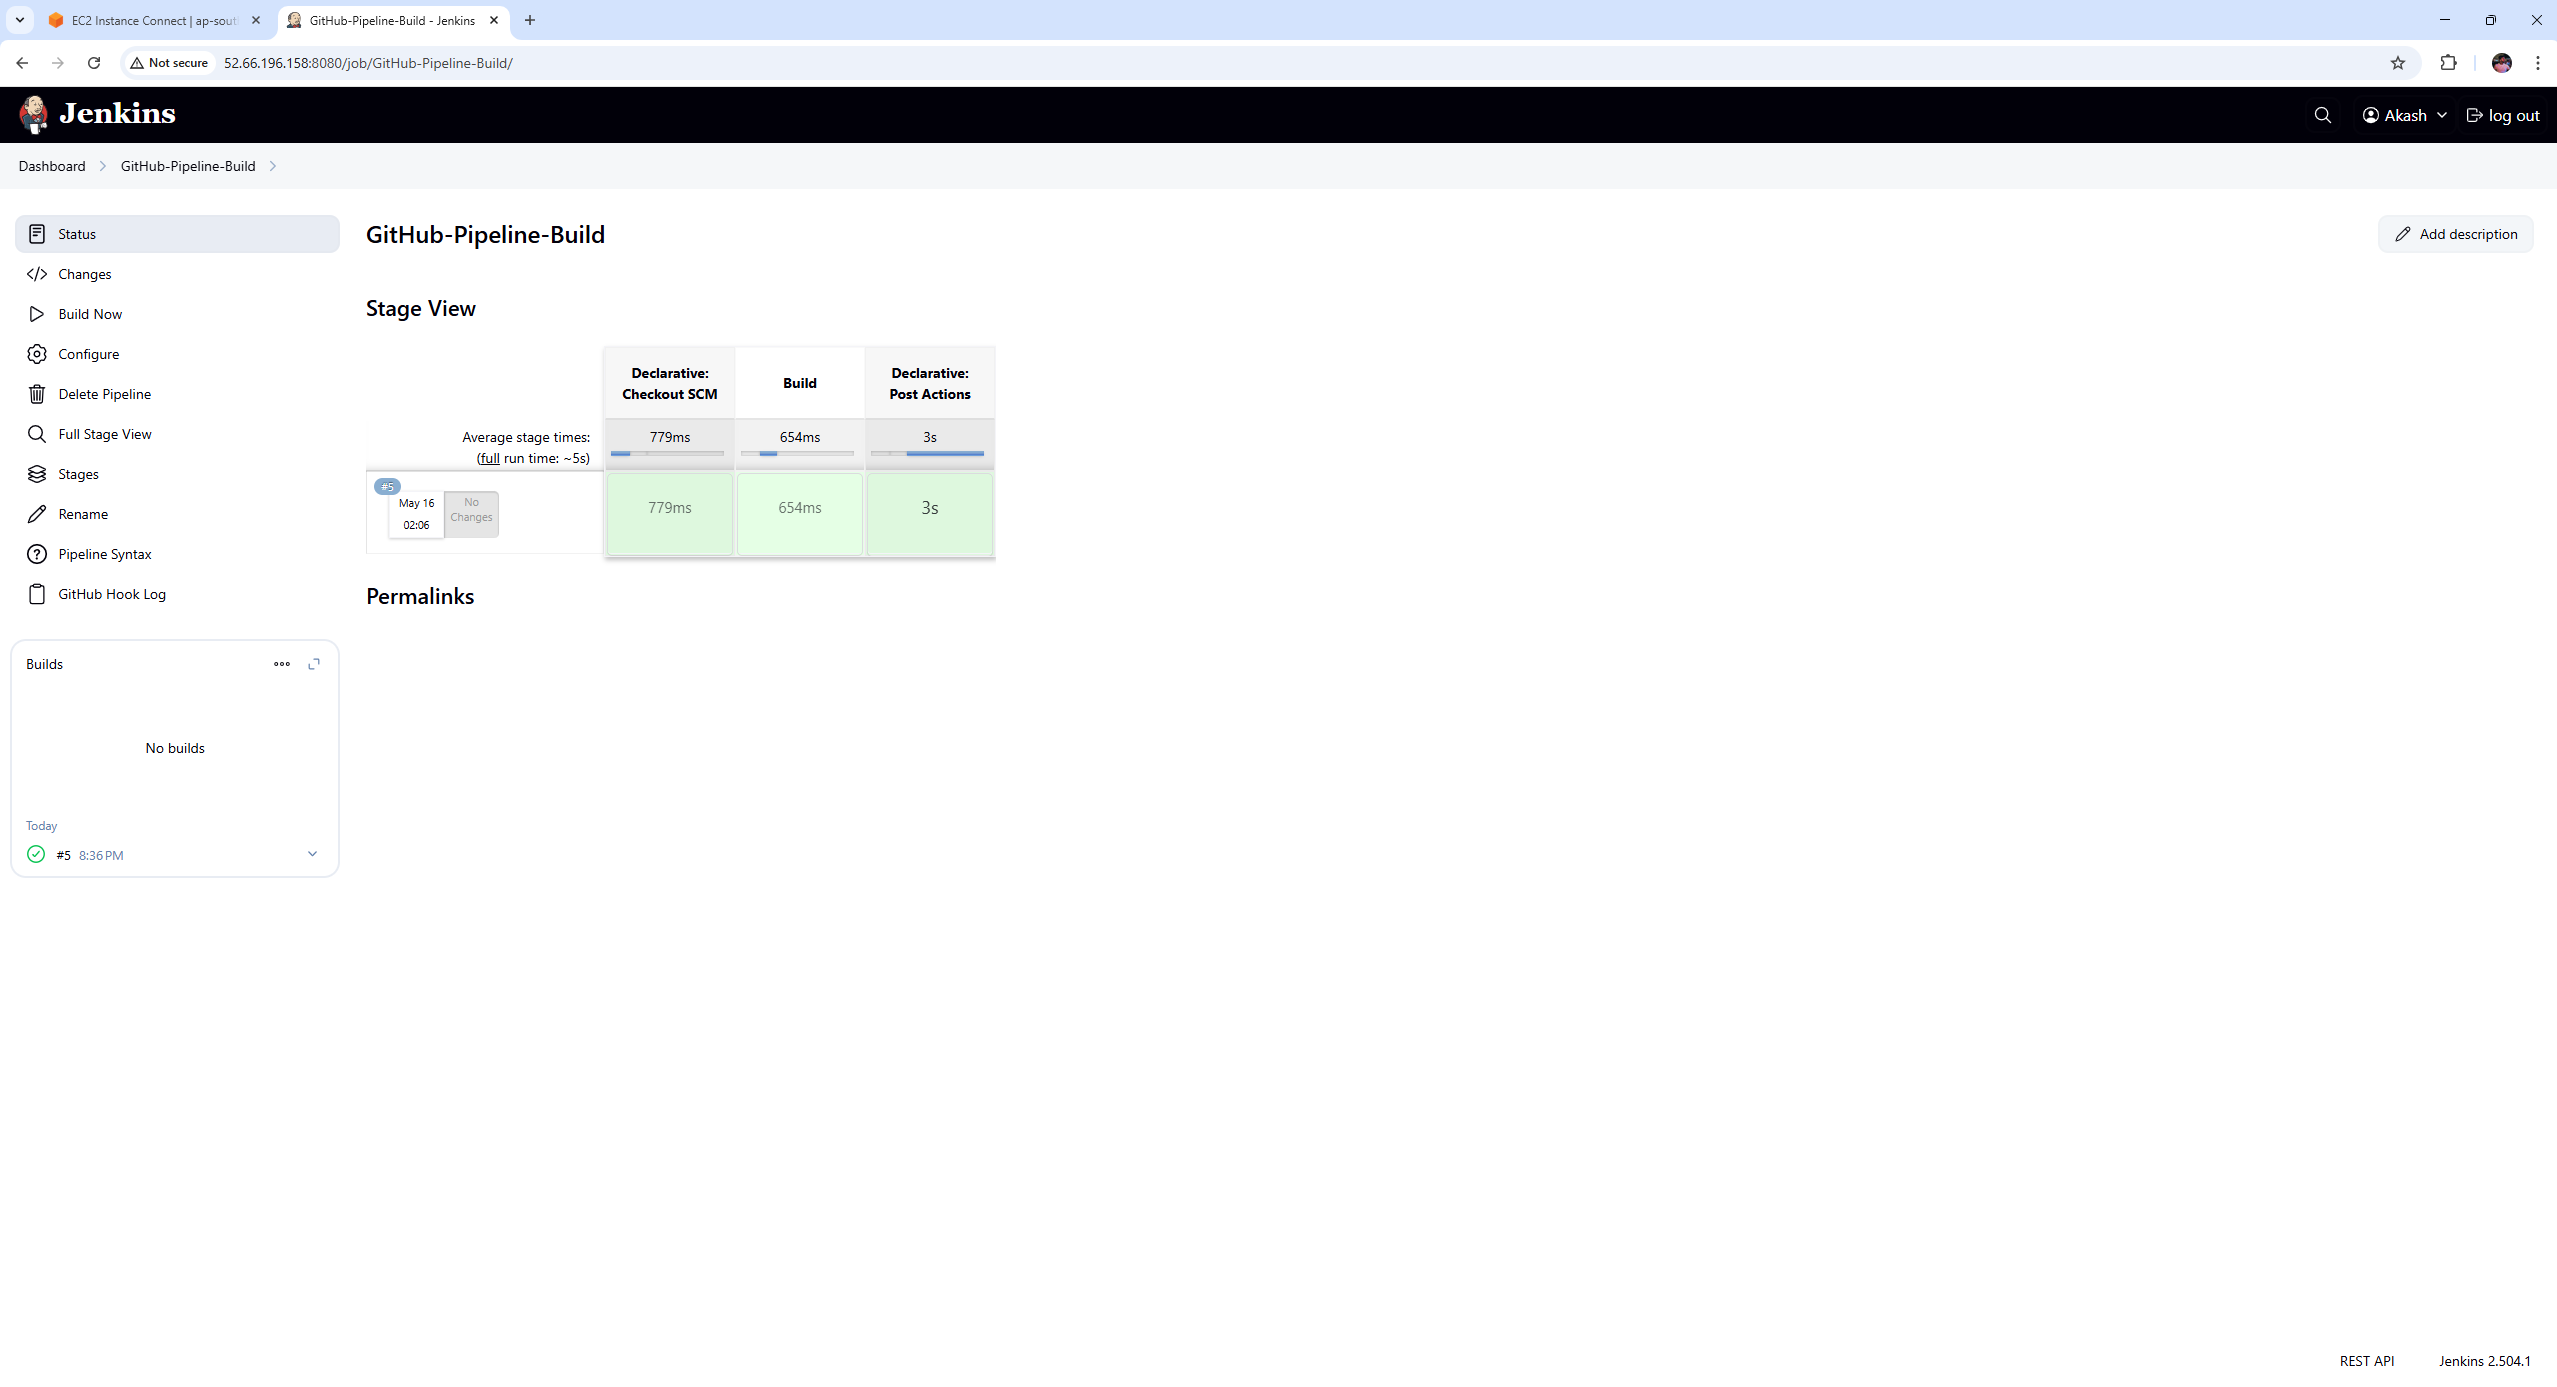 EC2 Instance Connect | ap-sout
GitHub-Pipeline-Build - Jenkins
Not secure
52.66.196.158:8080/job/GitHub-Pipeline-Build/
Jenkins
Akash
log out
Dashboard
GitHub-Pipeline-Build
Status
Changes
Build Now
Configure
Delete Pipeline
Full Stage View
Stages
Rename
Pipeline Syntax
GitHub Hook Log
Builds
No builds
Today
#5 8:36 PM
GitHub-Pipeline-Build
Add description
Stage View
Declarative:
Checkout SCM
Build
Declarative:
Post Actions
Average stage times:
(full run time: ~5s)
779ms
654ms
3s
#5
May 16
02:06
No
Changes
779ms
654ms
3s
Permalinks
REST API
Jenkins 2.504.1